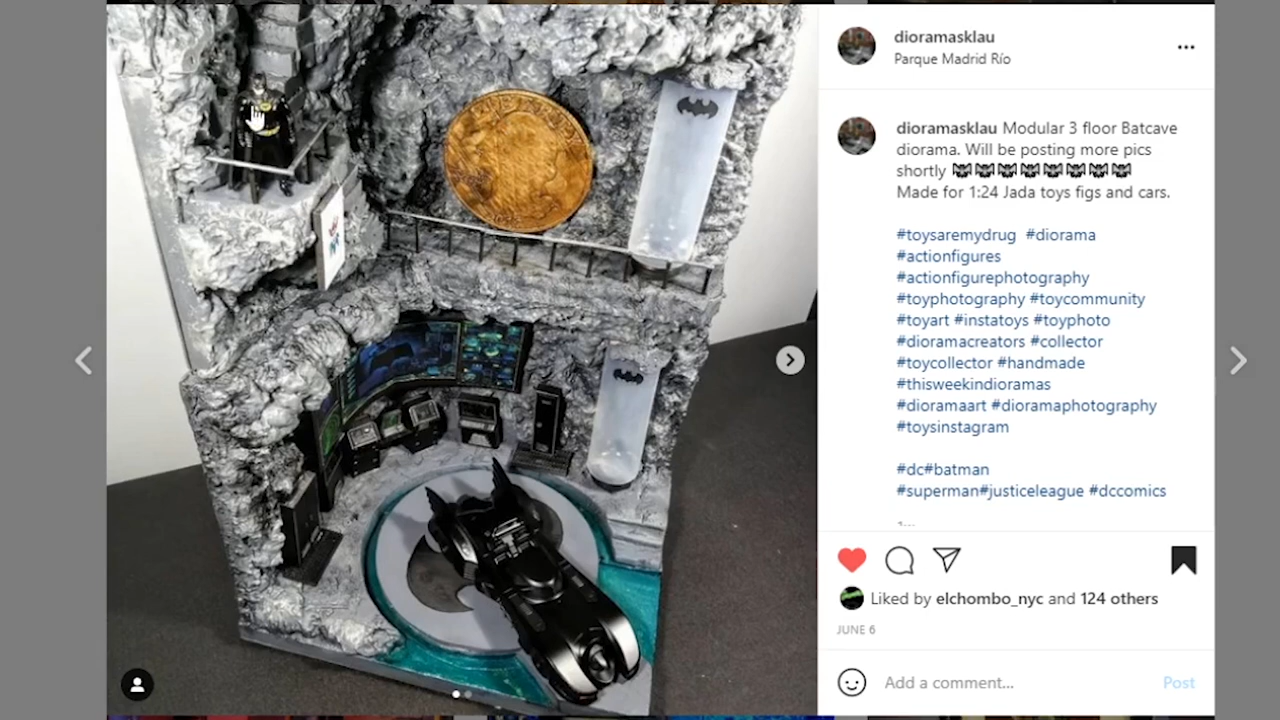 dioramasklau
Parque Madrid Río
dioramasklau Modular 3 floor Batcave
diorama. Will be posting more pics
shortly
Made for 1:24 Jada toys figs and cars.
#toysaremydrug #diorama
#actionfigures
#actionfigurephotography
#toyphotography #toycommunity
#toyart #instatoys #toyphoto
#dioramacreators #collector
#toycollector #handmade
#thisweekindioramas
#dioramaart #dioramaphotography
#toysinstagram
#dc#batman
#superman#justiceleague #dccomics
Liked by elchombo_nyc and 124 others
JUNE 6
Add a comment...
Post